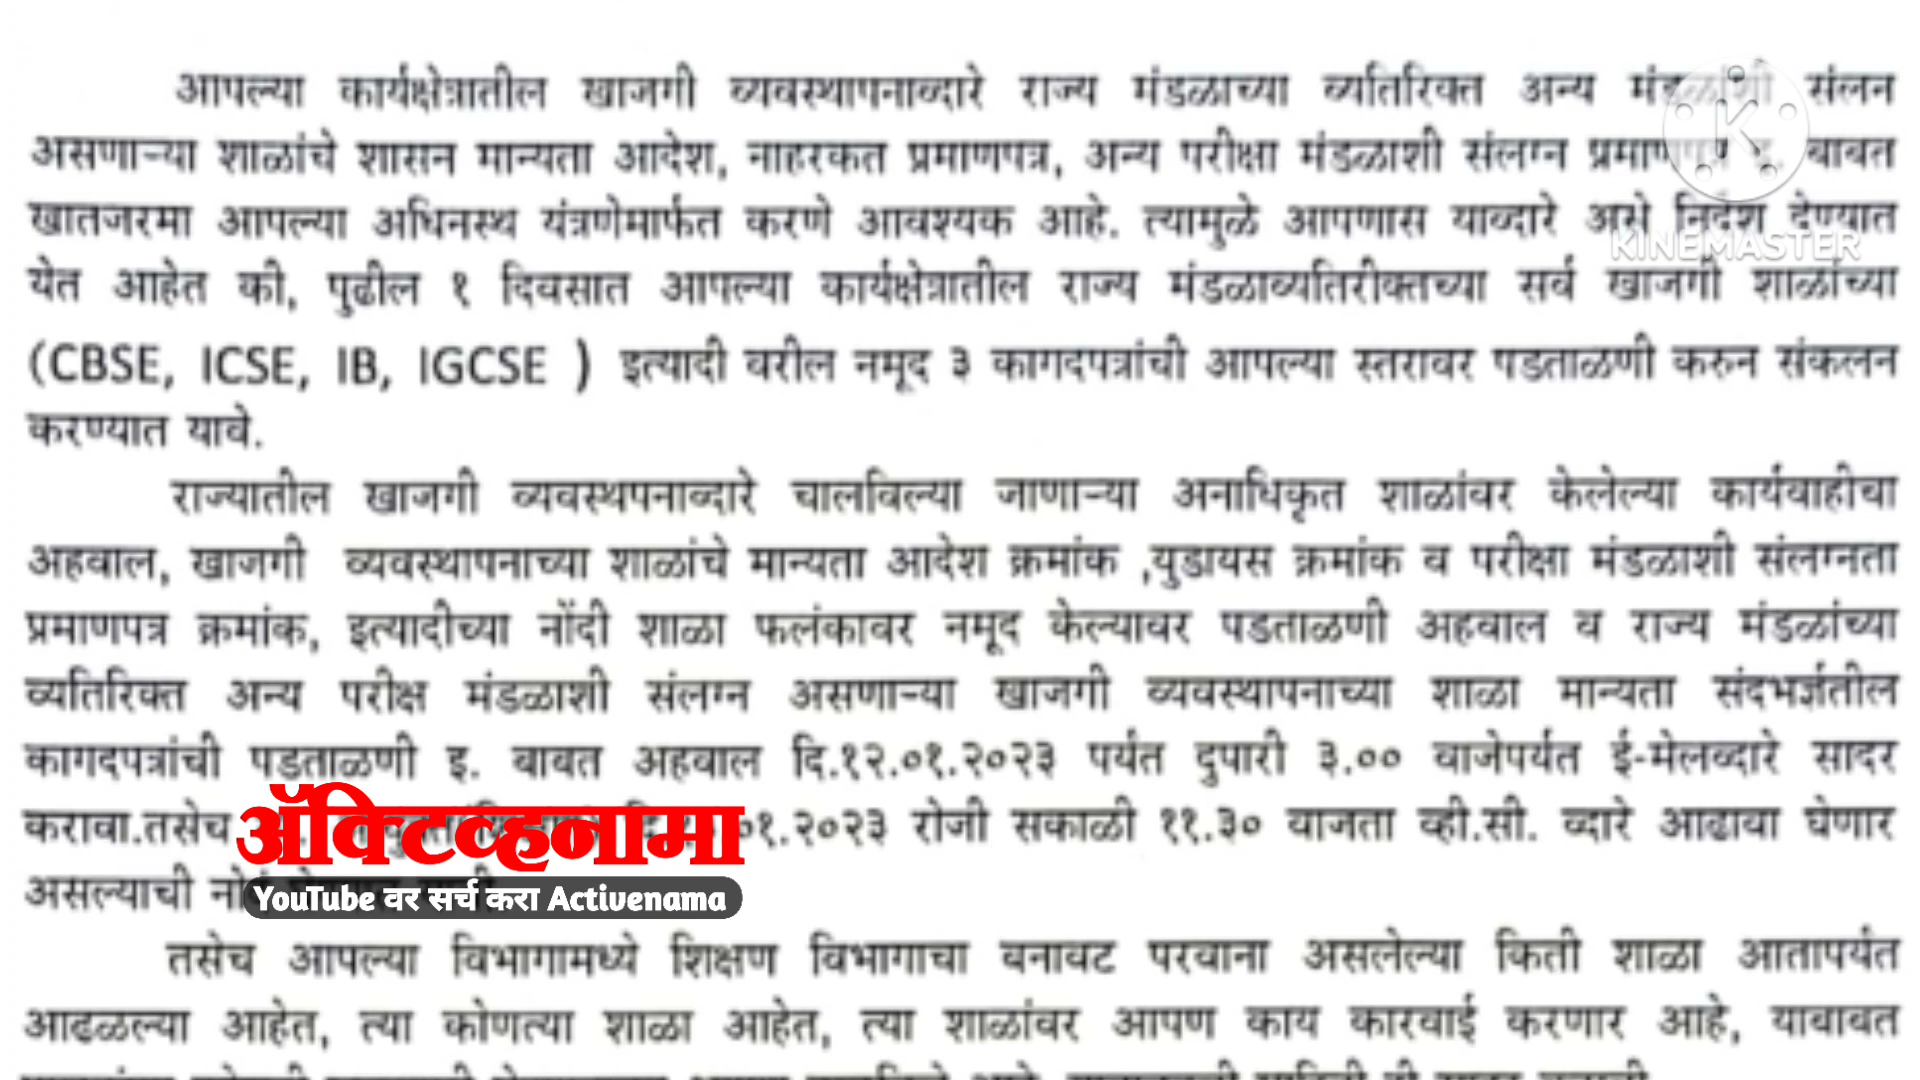 आपल्या कार्यक्षेत्रातील खाजगी व्यवस्थापनाव्दारे राज्य मंडळाच्या व्यतिरिक्त अन्य मंडळांशी संलन
असणाऱ्या शाळांचे शासन मान्यता आदेश, नाहरकत प्रमाणपत्र, अन्य परीक्षा मंडळाशी संलग्न प्रमाणपत्र इ. बाबत
खातजरमा आपल्या अधिनस्थ यंत्रणेमार्फत करणे आवश्यक आहे. त्यामुळे आपणास याव्दारे असे निर्देश देण्यात
येत आहेत की, पुढील १ दिवसात आपल्या कार्यक्षेत्रातील राज्य मंडळाव्यतिरीक्तच्या सर्व खाजगी शाळांच्या
(CBSE, ICSE, IB, IGCSE ) इत्यादी वरील नमूद ३ कागदपत्रांची आपल्या स्तरावर पडताळणी करुन संकलन
करण्यात यावे.
राज्यातील खाजगी व्यवस्थपनाव्दारे चालविल्या जाणाऱ्या अनाधिकृत शाळांवर केलेल्या कार्यवाहीचा
अहवाल, खाजगी व्यवस्थापनाच्या शाळांचे मान्यता आदेश क्रमांक ,युडायस क्रमांक व परीक्षा मंडळाशी संलग्नता
प्रमाणपत्र क्रमांक, इत्यादीच्या नोंदी शाळा फलंकावर नमूद केल्यावर पडताळणी अहवाल व राज्य मंडळांच्या
व्यतिरिक्त अन्य परीक्ष मंडळाशी संलग्न असणाऱ्या खाजगी व्यवस्थापनाच्या शाळा मान्यता संदर्भातील
कागदपत्रांची पडताळणी इ. बाबत अहवाल दि.१२.०१.२०२३ पर्यंत दुपारी ३.०० वाजेपर्यंत ई-मेलव्दारे सादर
करावा.तसेच ०१.२०२३ रोजी सकाळी ११.३० वाजता व्ही.सी. व्दारे आढावा घेणार
असल्याची
ॲक्टिव्हनामा
YouTube वर सर्च करा Activenama
तसेच आपल्या विभागामध्ये शिक्षण विभागाचा बनावट परवाना असलेल्या किती शाळा आतापर्यंत
आढळल्या आहेत, त्या कोणत्या शाळा आहेत, त्या शाळांवर आपण काय कारवाई करणार आहे, याबाबत
K
KINEMASTER